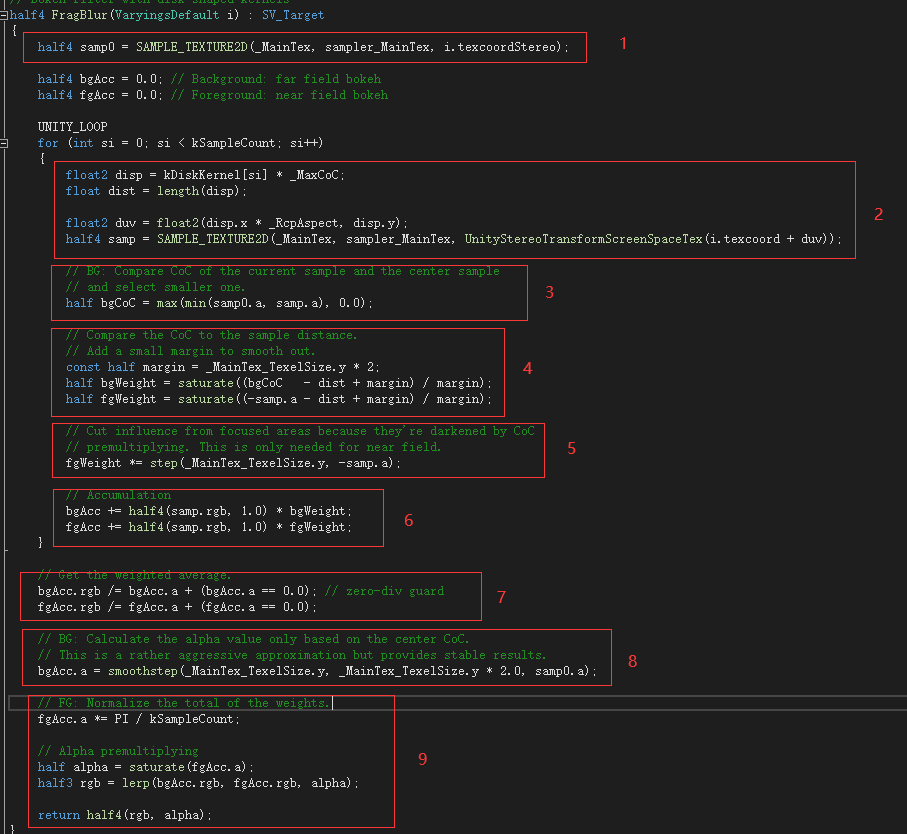 // Bokeh filter with disk-shaped kernels
half4 FragBlur(VaryingsDefault i) : SV_Target
{
half4 samp0 = SAMPLE_TEXTURE2D(_MainTex, sampler_MainTex, i.texcoordStereo);
1
half4 bgAcc = 0.0; // Background: far field bokeh
half4 fgAcc = 0.0; // Foreground: near field bokeh
UNITY_LOOP
for (int si = 0; si < kSampleCount; si++)
{
float2 disp = kDiskKernel[si] * _MaxCoC;
float dist = length(disp);
float2 duv = float2(disp.x * _RcpAspect, disp.y);
half4 samp = SAMPLE_TEXTURE2D(_MainTex, sampler_MainTex, UnityStereoTransformScreenSpaceTex(i.texcoord + duv));
2
// BG: Compare CoC of the current sample and the center sample
// and select smaller one.
half bgCoC = max(min(samp0.a, samp.a), 0.0);
3
// Compare the CoC to the sample distance.
// Add a small margin to smooth out.
const half margin = _MainTex_TexelSize.y * 2;
half bgWeight = saturate((bgCoC   - dist + margin) / margin);
half fgWeight = saturate((-samp.a - dist + margin) / margin);
4
// Cut influence from focused areas because they're darkened by CoC
// premultiplying. This is only needed for near field.
fgWeight *= step(_MainTex_TexelSize.y, -samp.a);
5
// Accumulation
bgAcc += half4(samp.rgb, 1.0) * bgWeight;
fgAcc += half4(samp.rgb, 1.0) * fgWeight;
6
}
// Get the weighted average.
bgAcc.rgb /= bgAcc.a + (bgAcc.a == 0.0); // zero-div guard
fgAcc.rgb /= fgAcc.a + (fgAcc.a == 0.0);
7
// BG: Calculate the alpha value only based on the center CoC.
// This is a rather aggressive approximation but provides stable results.
bgAcc.a = smoothstep(_MainTex_TexelSize.y, _MainTex_TexelSize.y * 2.0, samp0.a);
8
// FG: Normalize the total of the weights.
fgAcc.a *= PI / kSampleCount;
// Alpha premultiplying
half alpha = saturate(fgAcc.a);
half3 rgb = lerp(bgAcc.rgb, fgAcc.rgb, alpha);
return half4(rgb, alpha);
9
}